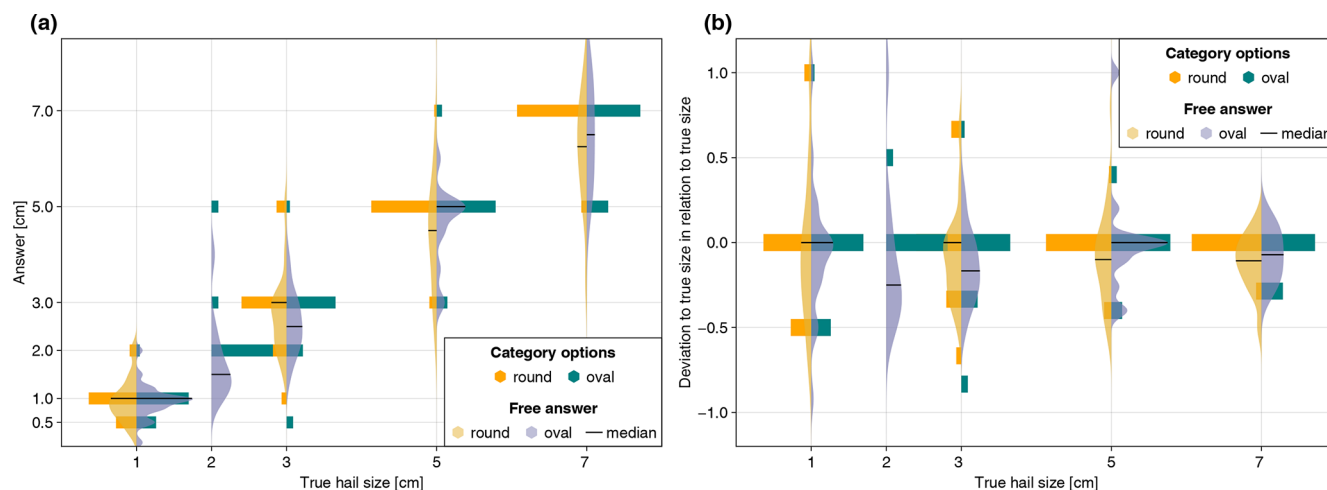 (a)
Answer [cm]
7.0
5.0
3.0
2.0
1.0
0.5
1 2 3 5 7
True hail size [cm]
Category options
round oval
Free answer
round oval median
(b)
Deviation to true size in relation to true size
1.0
0.5
0.0
−0.5
−1.0
1 2 3 5 7
True hail size [cm]
Category options
round oval
Free answer
round oval median